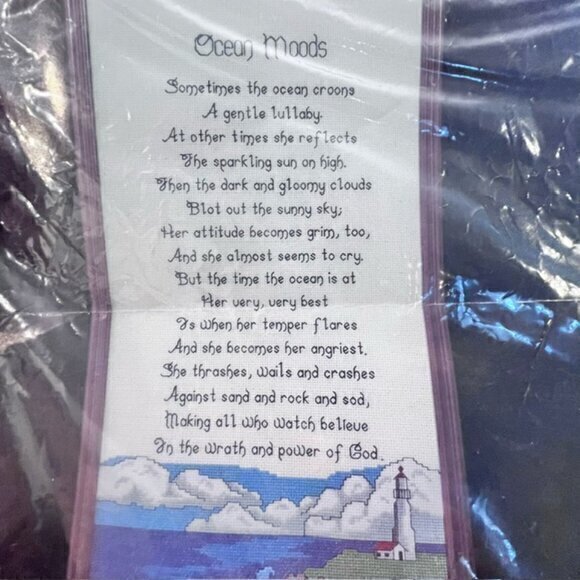 Ocean Moods
Sometimes the ocean croons
A gentle lullaby.
At other times she reflects
The sparkling sun on high.
Then the dark and gloomy clouds
Blot out the sunny sky;
Her attitude becomes grim, too,
And she almost seems to cry.
But the time the ocean is at
Her very, very best
Is when her temper flares
And she becomes her angriest.
She thrashes, wails and crashes
Against sand and rock and sod,
Making all who watch believe
In the wrath and power of God.